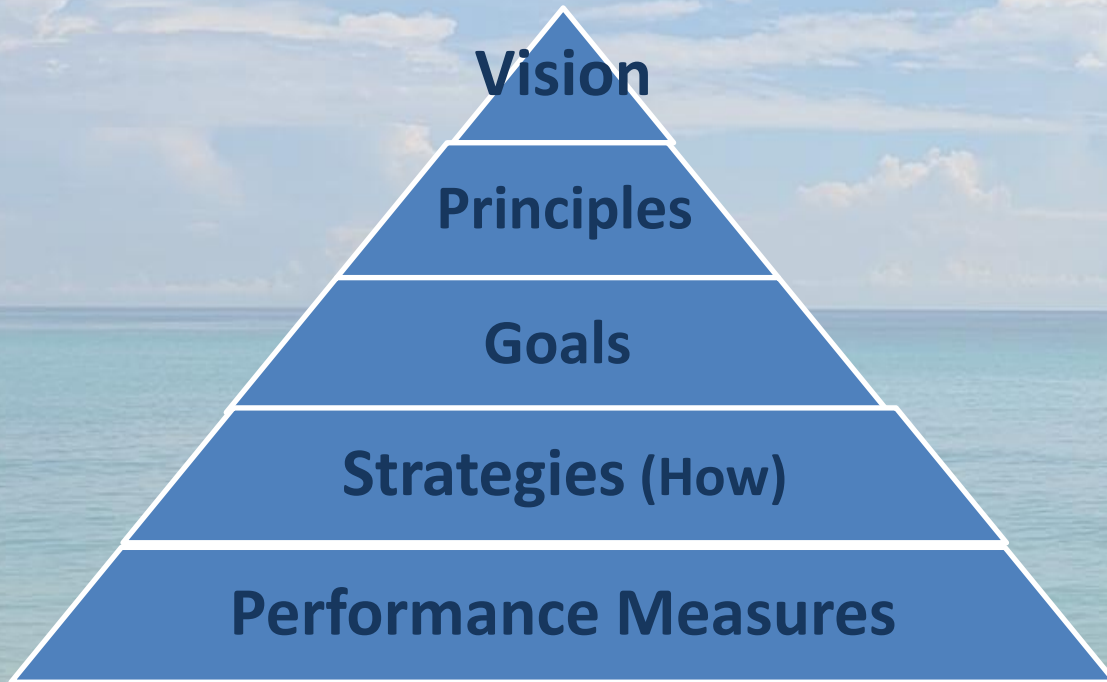 Vision
Principles
Goals
Strategies (How)
Performance Measures